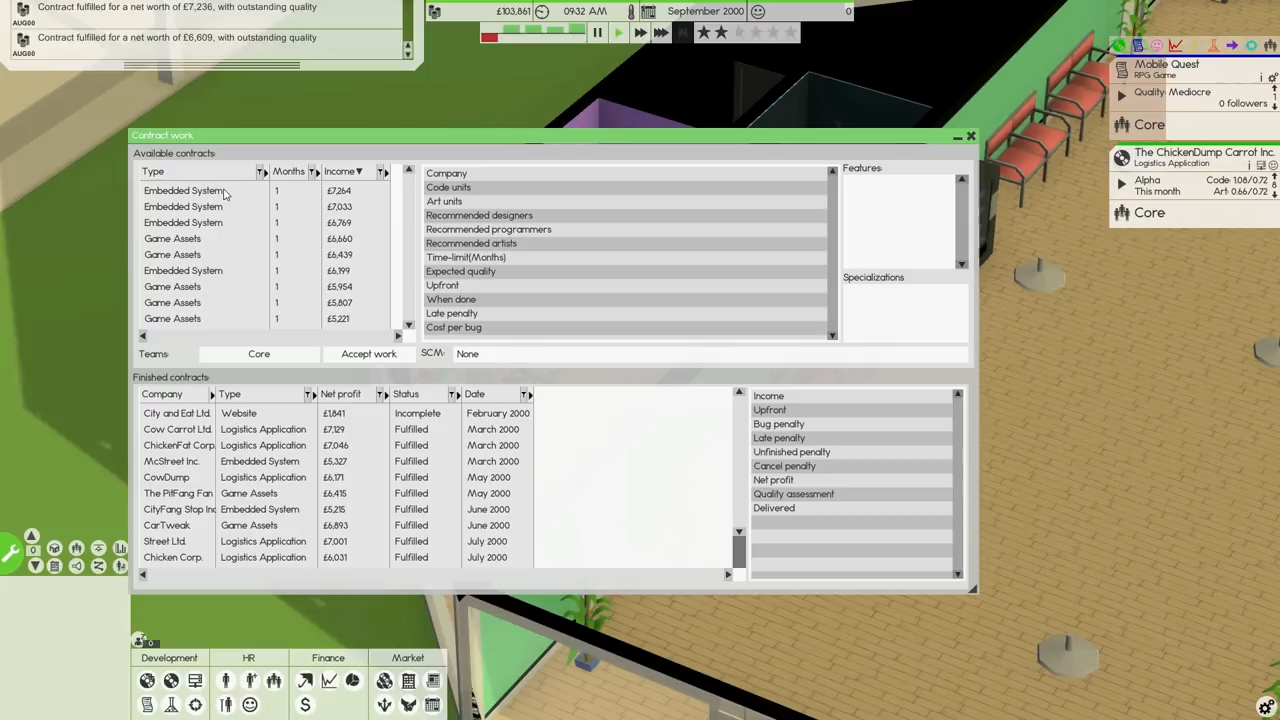 Contract fulfilled for a net worth of £7,236, with outstanding quality
AUG00
Contract fulfilled for a net worth of £6,609, with outstanding quality
AUG00
£103,861 09:32 AM September 2000 0
Mobile Quest
RPG Game
Quality: Mediocre 1
0 followers
Core
The ChickenDump Carrot Inc.
Logistics Application
Alpha Code: 1.08/0.72 8
This month Art: 0.66/0.72
Core
Contract work
Available contracts:
Type Months Income
Embedded System 1 £7,264
Embedded System 1 £7,033
Embedded System 1 £6,769
Game Assets 1 £6,660
Game Assets 1 £6,439
Embedded System 1 £6,199
Game Assets 1 £5,954
Game Assets 1 £5,807
Game Assets 1 £5,221
Company
Code units
Art units
Recommended designers
Recommended programmers
Recommended artists
Time-limit(Months)
Expected quality
Upfront
When done
Late penalty
Cost per bug
Features:
Specializations
Teams: Core Accept work SCM: None
Finished contracts:
Company Type Net profit Status Date
City and Eat Ltd. Website £1,841 Incomplete February 2000
Cow Carrot Ltd. Logistics Application £7,129 Fulfilled March 2000
ChickenFat Corp. Logistics Application £7,046 Fulfilled March 2000
McStreet Inc. Embedded System £5,327 Fulfilled March 2000
CowDump Logistics Application £6,171 Fulfilled May 2000
The PitFang Fan Game Assets £6,415 Fulfilled May 2000
CityFang Stop Inc Embedded System £5,215 Fulfilled June 2000
CarTweak Game Assets £6,893 Fulfilled June 2000
Street Ltd. Logistics Application £7,001 Fulfilled July 2000
Chicken Corp. Logistics Application £6,031 Fulfilled July 2000
Income
Upfront
Bug penalty
Late penalty
Unfinished penalty
Cancel penalty
Net profit
Quality assessment
Delivered
0
0
Development HR Finance Market